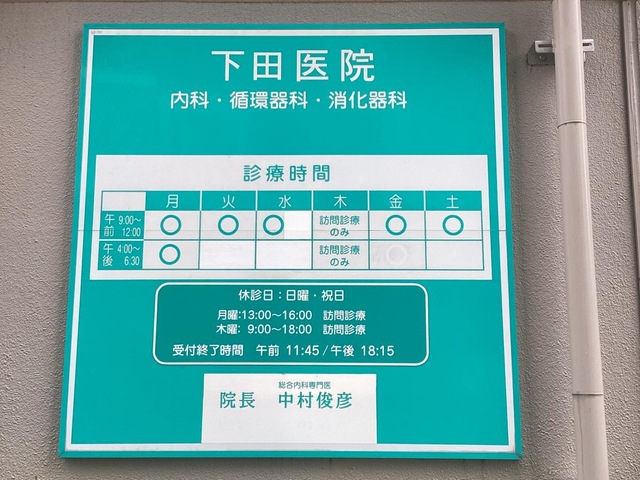 下田医院
内科・循環器科・消化器科
診療時間
月 火 水 木 金 土
午前 9:00〜12:00 ○ ○ ○ 訪問診療のみ ○ ○
午後 4:00〜6:30 ○ 訪問診療のみ
休診日：日曜・祝日
月曜:13:00〜16:00 訪問診療
木曜: 9:00〜18:00 訪問診療
受付終了時間 午前 11:45/午後 18:15
総合内科専門医
院長 中村俊彦